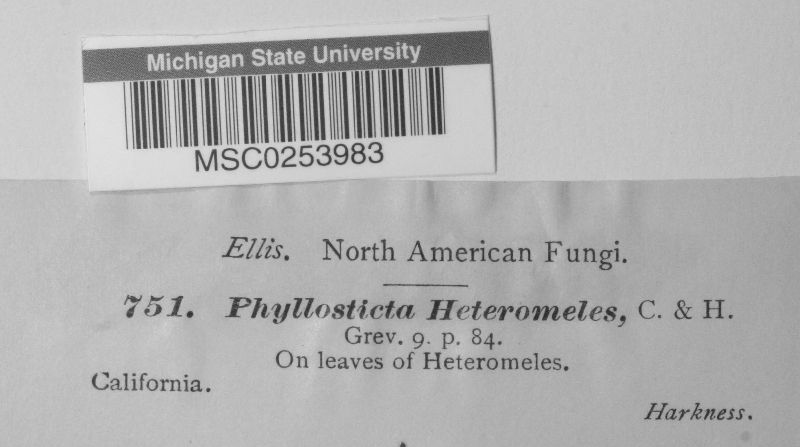 Michigan State University
MSC0253983
Ellis. North American Fungi.
751. Phyllosticta Heteromeles, C. & H.
Grev. 9. p. 84.
On leaves of Heteromeles.
California.
Harkness.